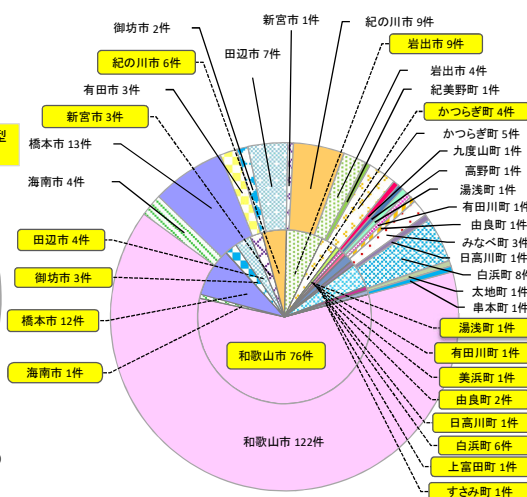 御坊市 2件
新宮市 1件
紀の川市 9件
岩出市 9件
紀の川市 6件
田辺市 7件
岩出市 4件
紀美野町 1件
有田市 3件
かつらぎ町 4件
新宮市 3件
かつらぎ町 5件
型
橋本市 13件
九度山町 1件
高野町 1件
海南市 4件
湯浅町 1件
有田川町 1件
由良町 1件
みなべ町 3件
田辺市 4件
日高川町 1件
白浜町 8件
御坊市 3件
太地町 1件
串本町 1件
橋本市 12件
湯浅町 1件
有田川町 1件
和歌山市 76件
海南市 1件
美浜町 1件
由良町 2件
日高川町 1件
和歌山市 122件
白浜町 6件
上富田町 1件
すさみ町 1件